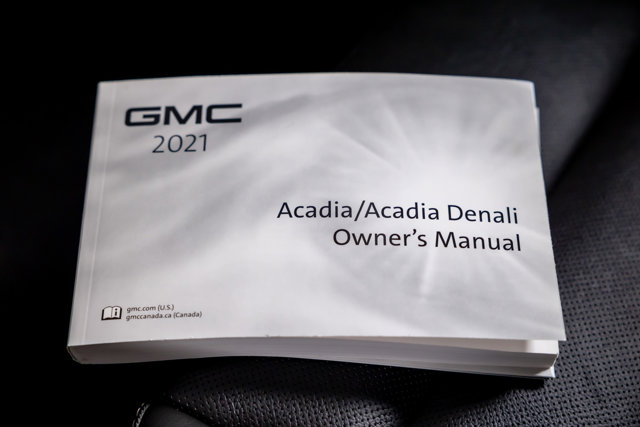 GMC
2021
Acadia/Acadia Denali
Owner's Manual
gmc.com (U.S.)
gmccanada.ca (Canada)